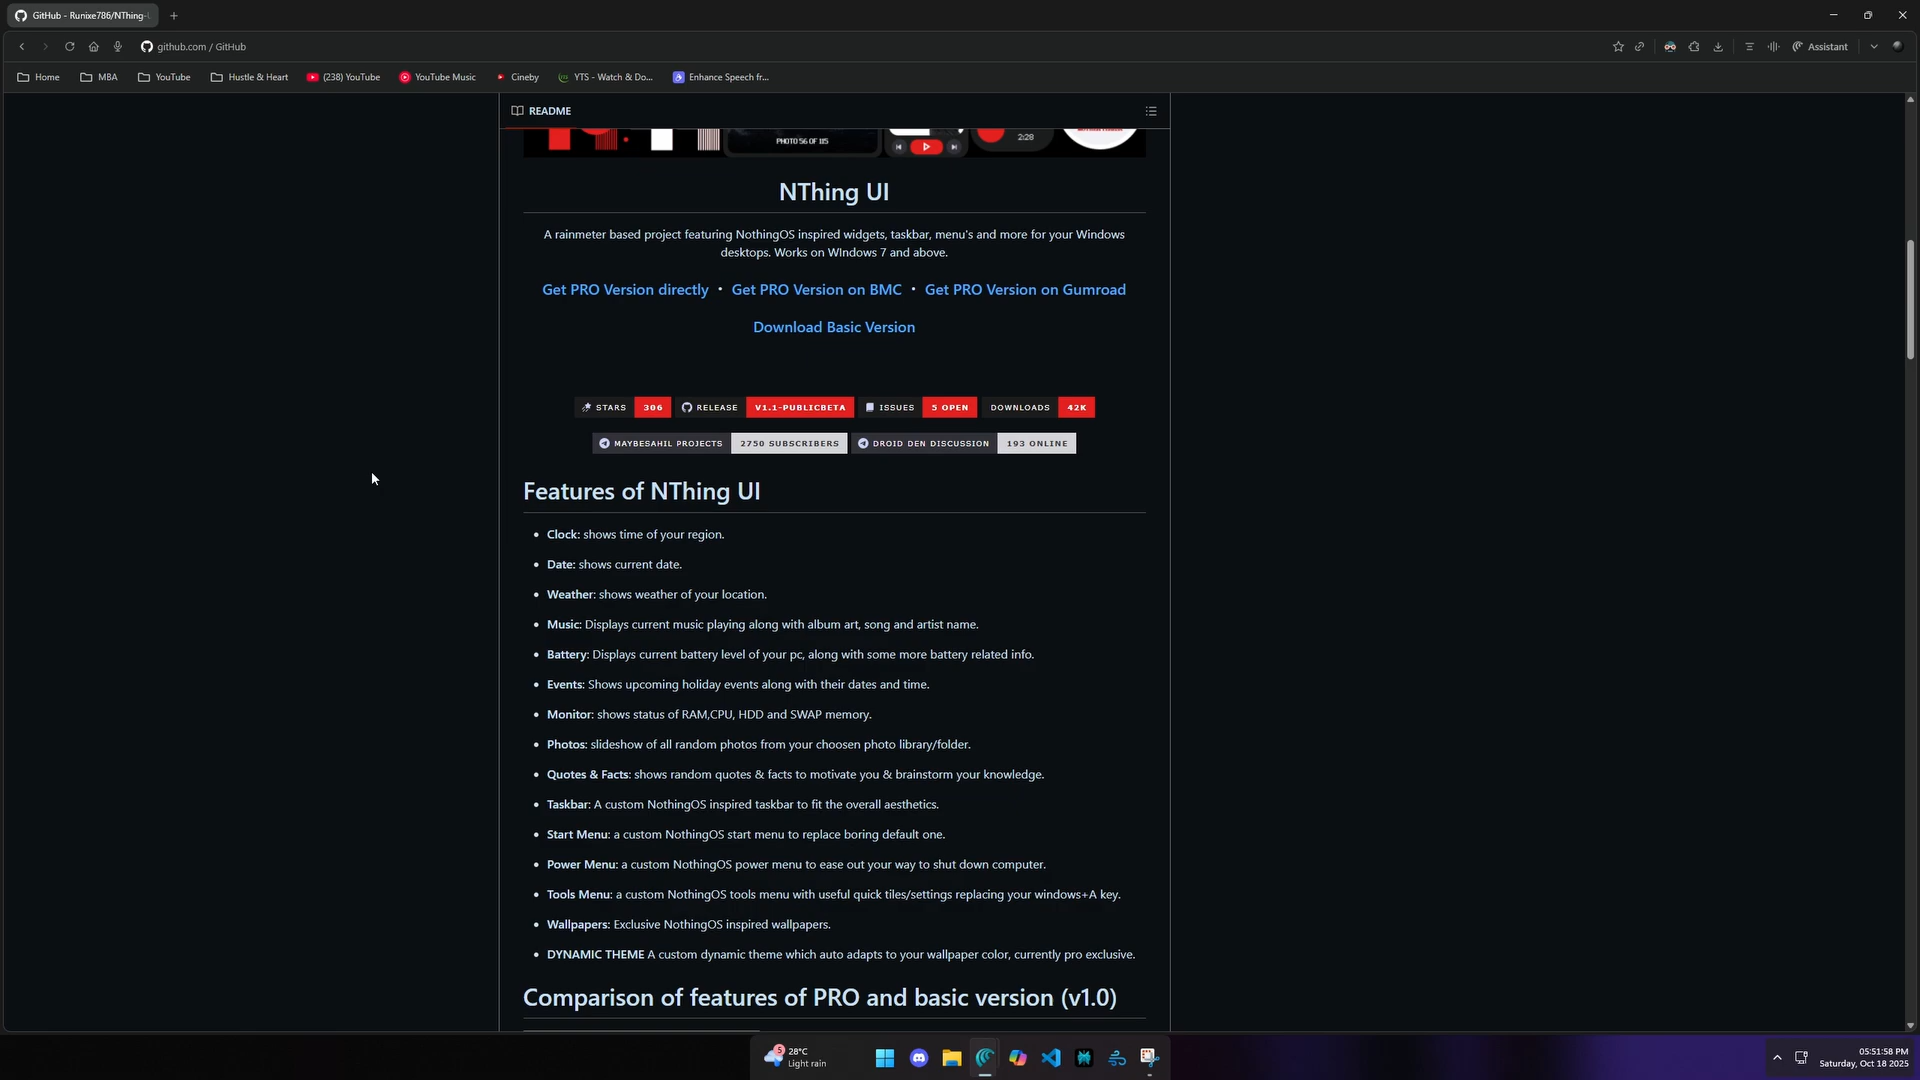 GitHub - Runixe786/NThing-
github.com / GitHub
Assistant
Home
MBA
YouTube
Hustle & Heart
(238) YouTube
YouTube Music
Cineby
YTS - Watch & Do...
Enhance Speech fr...
README
PHOTO 56 OF 115
2:28
NThing UI
A rainmeter based project featuring NothingOS inspired widgets, taskbar, menu's and more for your Windows
desktops. Works on WIndows 7 and above.
Get PRO Version directly • Get PRO Version on BMC • Get PRO Version on Gumroad
Download Basic Version
STARS 306 RELEASE V1.1-PUBLICBETA ISSUES 5 OPEN DOWNLOADS 42K
MAYBESAHIL PROJECTS 2750 SUBSCRIBERS DROID DEN DISCUSSION 193 ONLINE
Features of NThing UI
• Clock: shows time of your region.
• Date: shows current date.
• Weather: shows weather of your location.
• Music: Displays current music playing along with album art, song and artist name.
• Battery: Displays current battery level of your pc, along with some more battery related info.
• Events: Shows upcoming holiday events along with their dates and time.
• Monitor: shows status of RAM,CPU, HDD and SWAP memory.
• Photos: slideshow of all random photos from your choosen photo library/folder.
• Quotes & Facts: shows random quotes & facts to motivate you & brainstorm your knowledge.
• Taskbar: A custom NothingOS inspired taskbar to fit the overall aesthetics.
• Start Menu: a custom NothingOS start menu to replace boring default one.
• Power Menu: a custom NothingOS power menu to ease out your way to shut down computer.
• Tools Menu: a custom NothingOS tools menu with useful quick tiles/settings replacing your windows+A key.
• Wallpapers: Exclusive NothingOS inspired wallpapers.
• DYNAMIC THEME A custom dynamic theme which auto adapts to your wallpaper color, currently pro exclusive.
Comparison of features of PRO and basic version (v1.0)
5
28°C
Light rain
05:51:58 PM
Saturday, Oct 18 2025